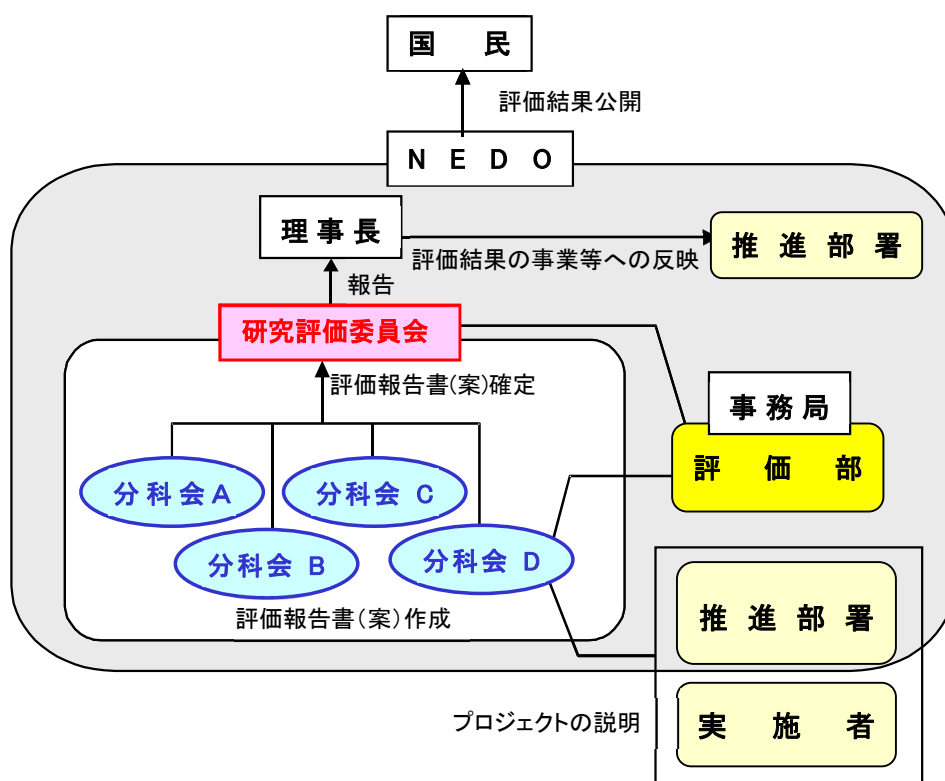 国民
評価結果公開
NEDO
理事長
評価結果の事業等への反映
推進部署
報告
研究評価委員会
評価報告書(案)確定
事務局
評価部
分科会A
分科会 C
分科会 B
分科会 D
評価報告書(案)作成
推進部署
プロジェクトの説明
実施者